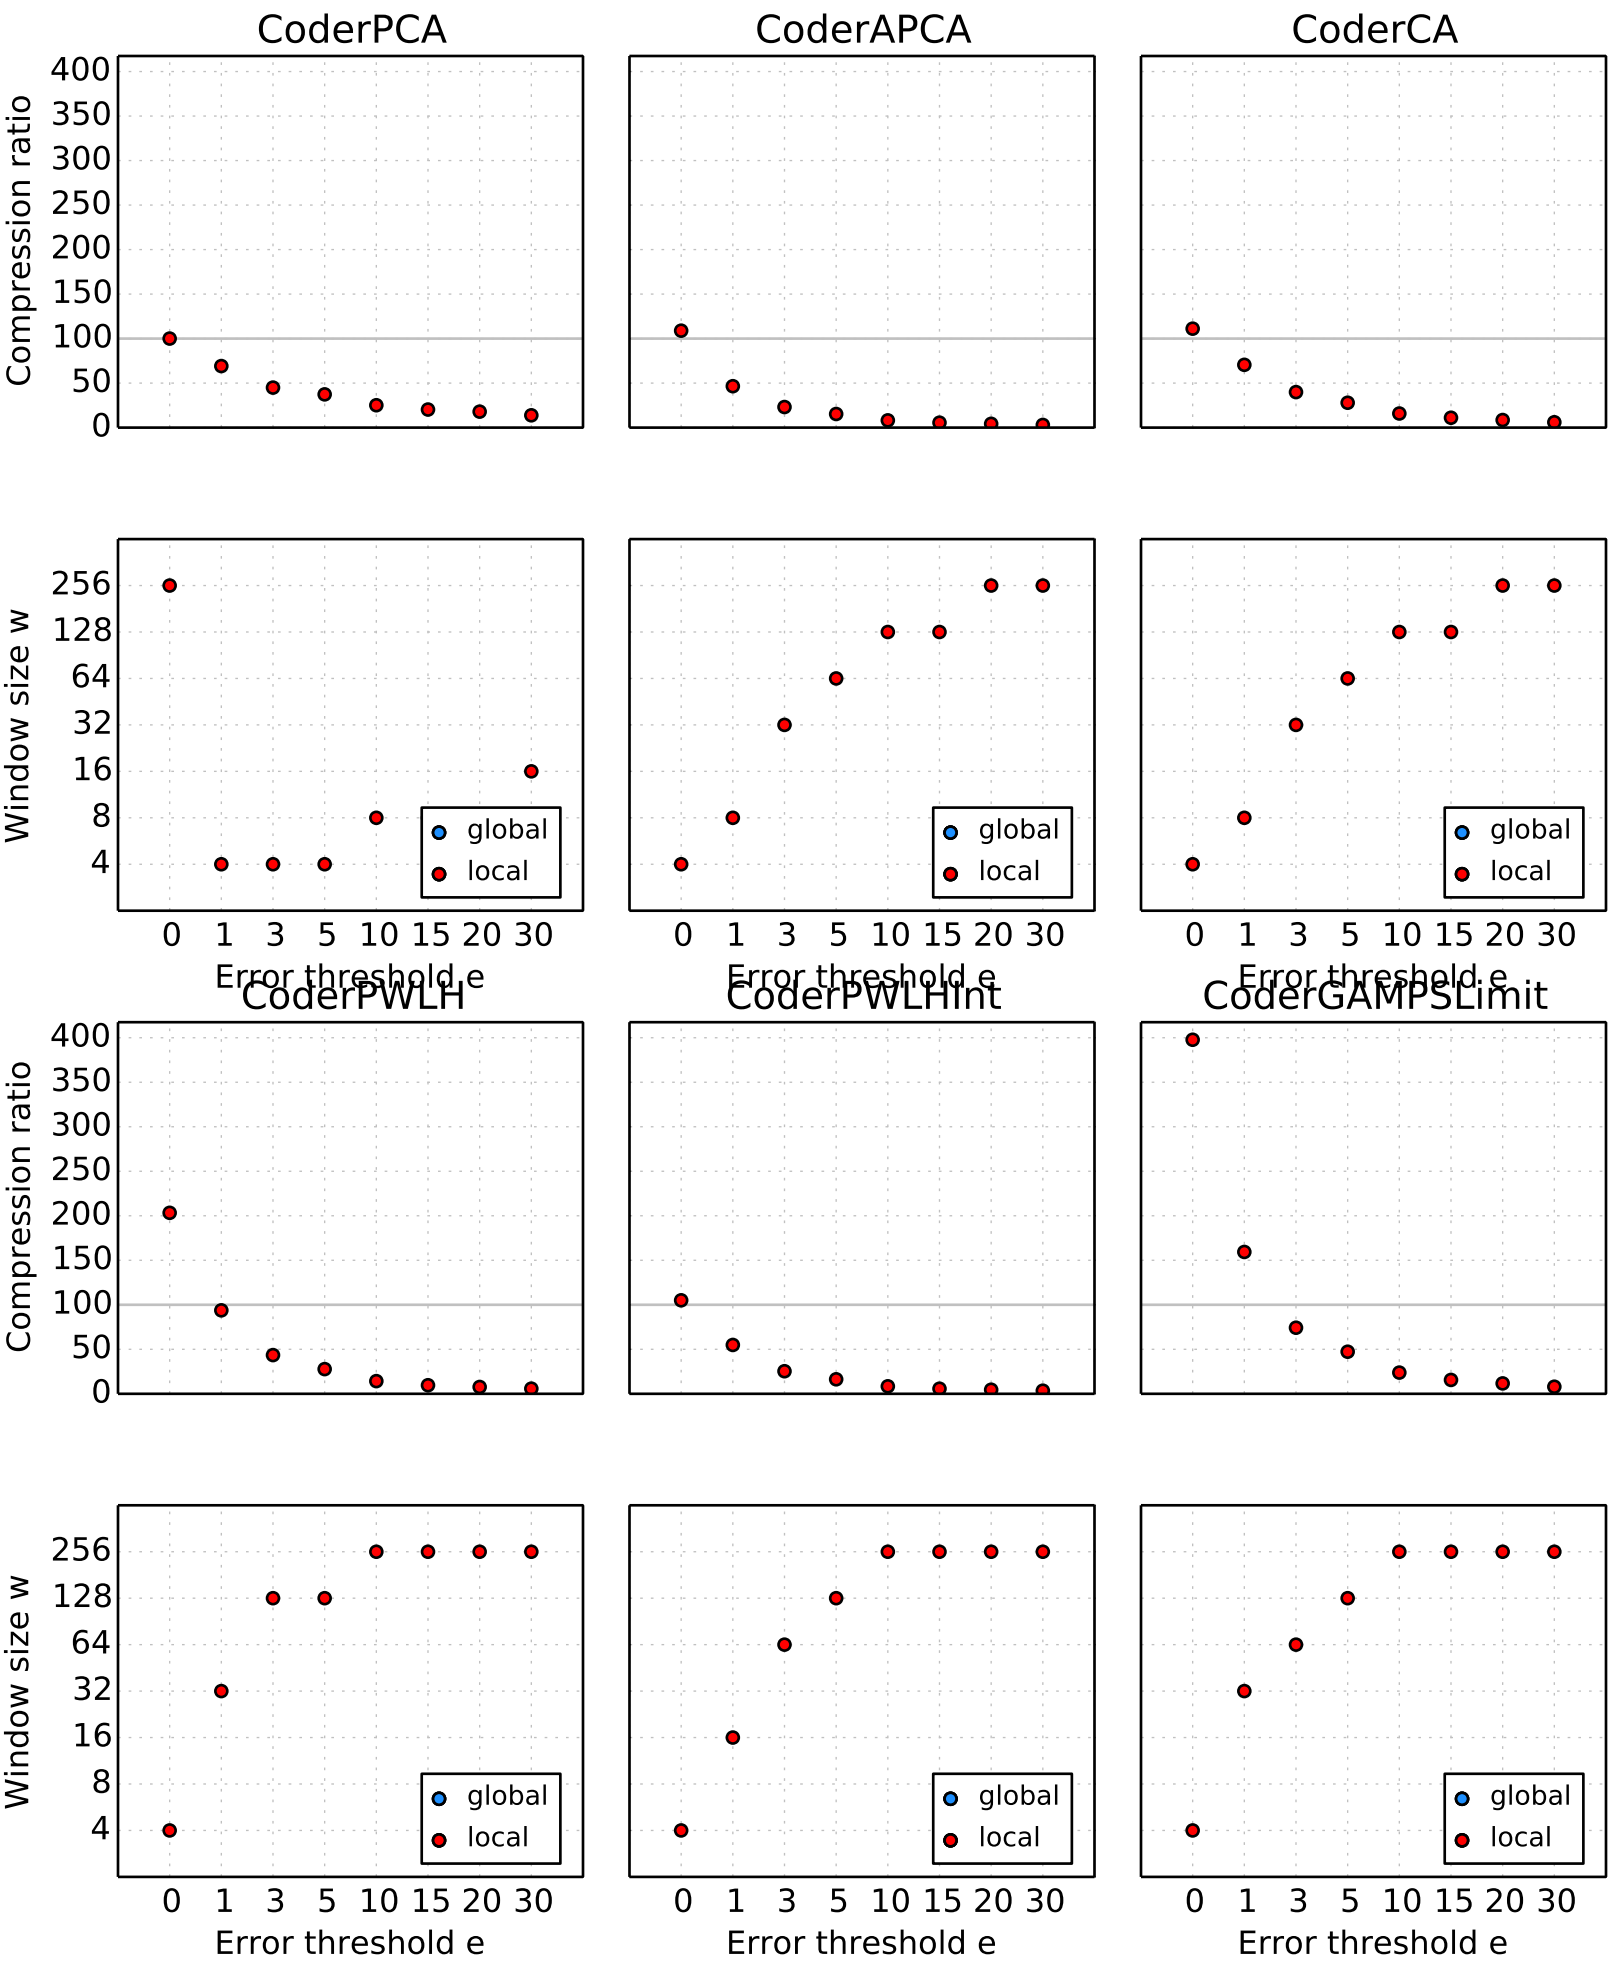 CoderPCA CoderAPCA CoderCA
400
350
300
250
200
150
100
50
0
Compression ratio
256
128
64
32
16
8
4
Window size w
global
local
global
local
global
local
0 1 3 5 10 15 20 30
0 1 3 5 10 15 20 30
0 1 3 5 10 15 20 30
Error threshold e Error threshold e Error threshold e
CoderPWLH CoderPWLHInt CoderGAMPSLimit
400
350
300
250
200
150
100
50
0
Compression ratio
256
128
64
32
16
8
4
Window size w
global
local
global
local
global
local
0 1 3 5 10 15 20 30
0 1 3 5 10 15 20 30
0 1 3 5 10 15 20 30
Error threshold e Error threshold e Error threshold e